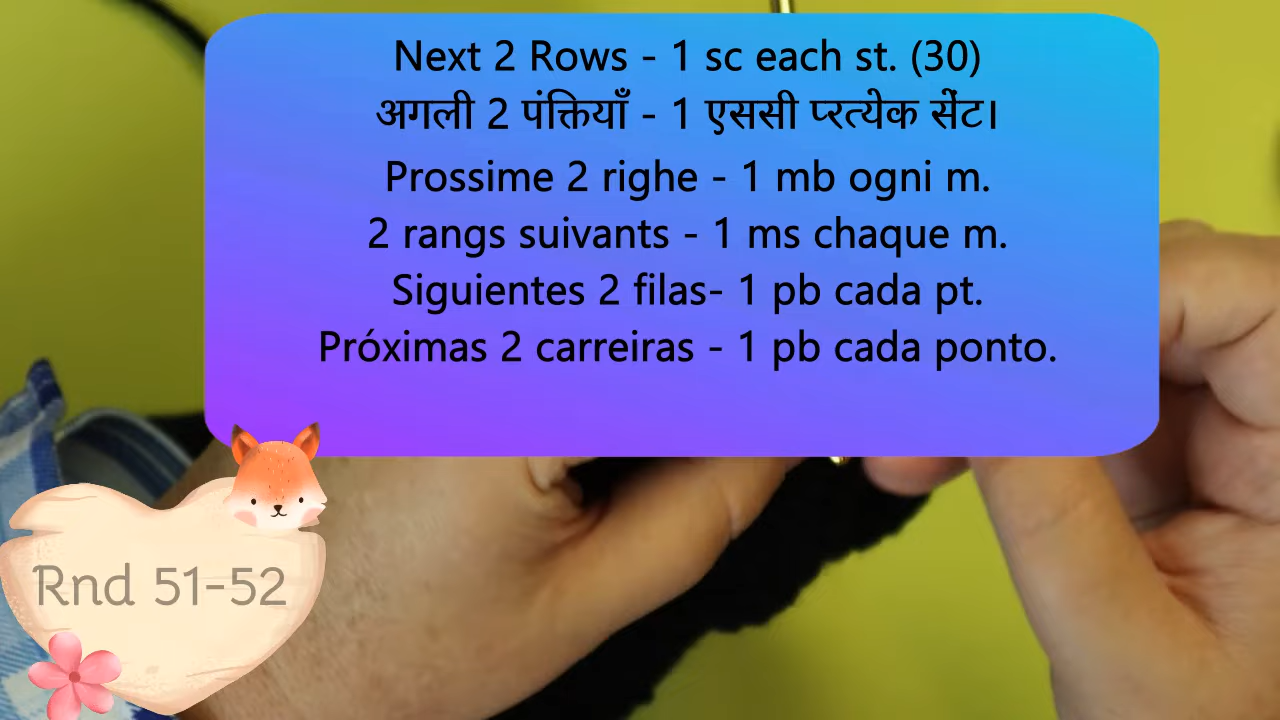 Next 2 Rows - 1 sc each st. (30)
अगली 2 पंक्तियाँ - 1 एससी प्रत्येक सेंट।
Prossime 2 righe - 1 mb ogni m.
2 rangs suivants - 1 ms chaque m.
Siguientes 2 filas- 1 pb cada pt.
Próximas 2 carreiras - 1 pb cada ponto.
Rnd 51-52